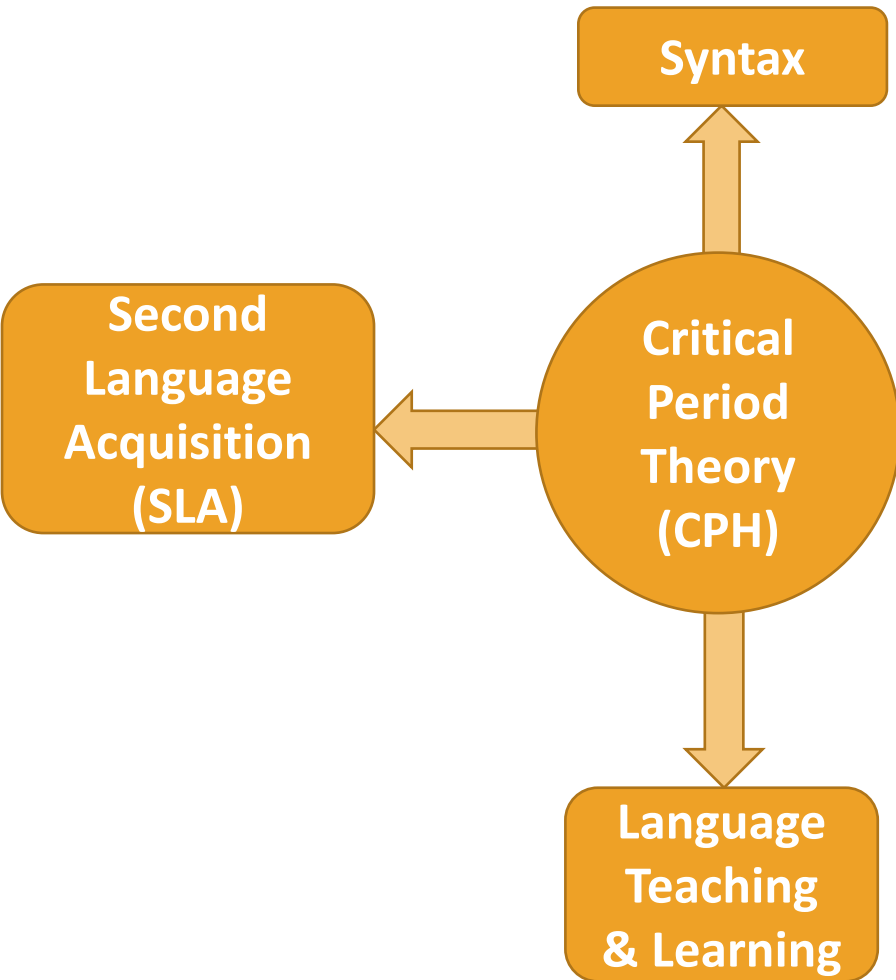 Syntax
Second
Language
Acquisition
(SLA)
Critical
Period
Theory
(CPH)
Language
Teaching
& Learning